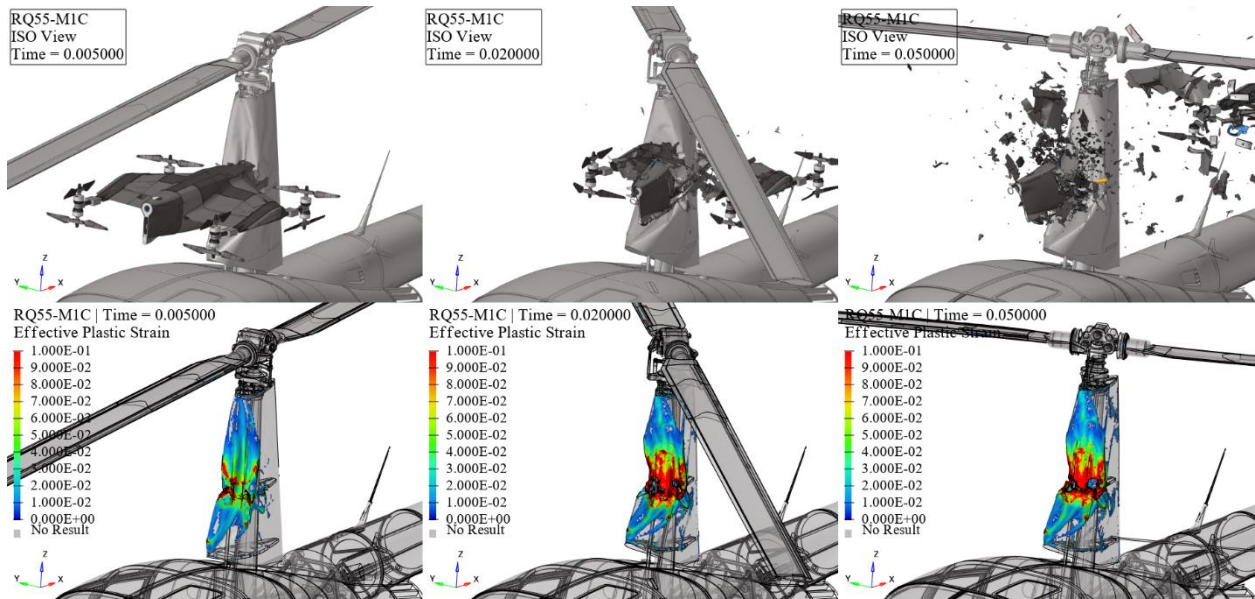 RQ55-M1C
ISO View
Time = 0.005000
Z
Y
X
RQ55-M1C
ISO View
Time = 0.020000
Z
Y
X
RQ55-M1C
ISO View
Time = 0.050000
Z
Y
X
RQ55-M1C | Time = 0.005000
Effective Plastic Strain
1.000E-01
9.000E-02
8.000E-02
7.000E-02
6.000E-02
5.000E-02
4.000E-02
3.000E-02
2.000E-02
1.000E-02
0.000E+00
No Result
Z
Y
X
RQ55-M1C | Time = 0.020000
Effective Plastic Strain
1.000E-01
9.000E-02
8.000E-02
7.000E-02
6.000E-02
5.000E-02
4.000E-02
3.000E-02
2.000E-02
1.000E-02
0.000E+00
No Result
Z
Y
X
RQ55-M1C | Time = 0.050000
Effective Plastic Strain
1.000E-01
9.000E-02
8.000E-02
7.000E-02
6.000E-02
5.000E-02
4.000E-02
3.000E-02
2.000E-02
1.000E-02
0.000E+00
No Result
Z
Y
X